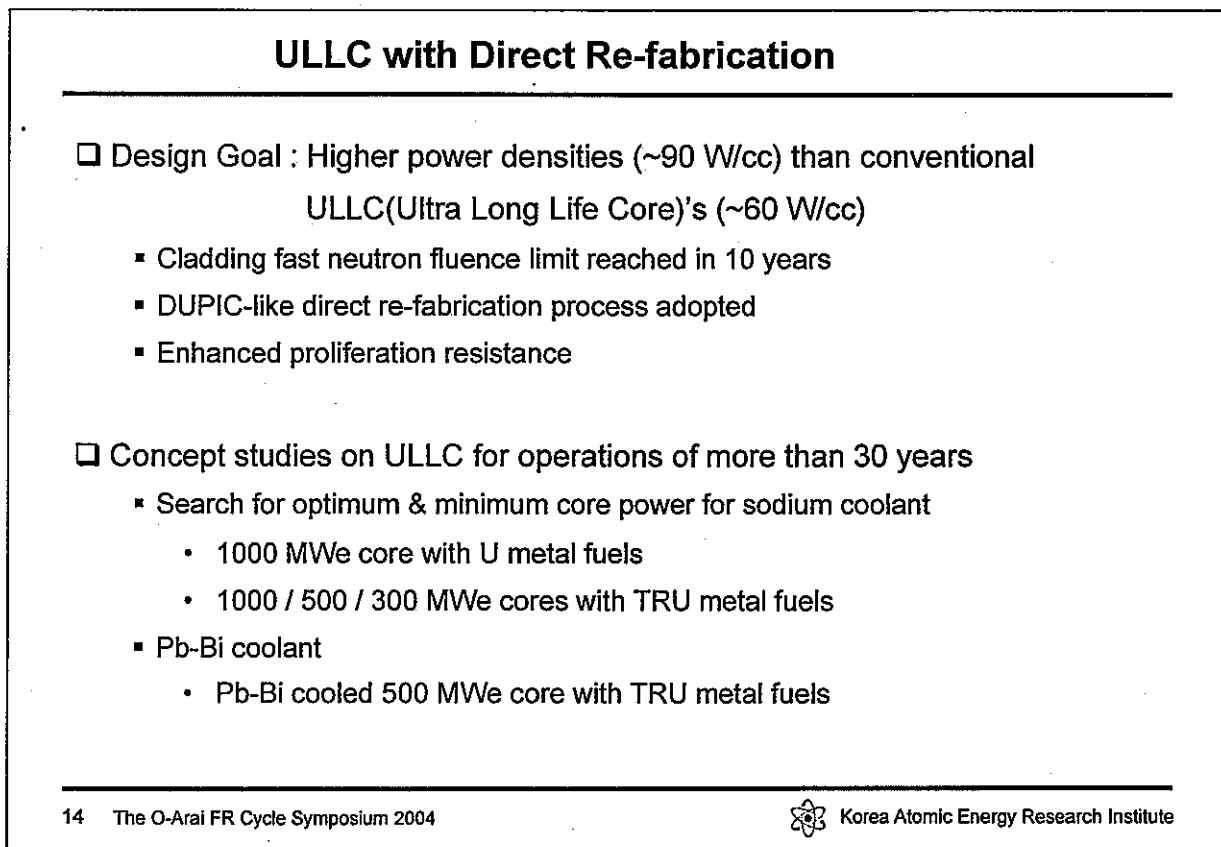 ULLC with Direct Re-fabrication
❑ Design Goal : Higher power densities (~90 W/cc) than conventional
ULLC(Ultra Long Life Core)'s (~60 W/cc)
▪ Cladding fast neutron fluence limit reached in 10 years
▪ DUPIC-like direct re-fabrication process adopted
▪ Enhanced proliferation resistance
❑ Concept studies on ULLC for operations of more than 30 years
▪ Search for optimum & minimum core power for sodium coolant
• 1000 MWe core with U metal fuels
• 1000 / 500 / 300 MWe cores with TRU metal fuels
▪ Pb-Bi coolant
• Pb-Bi cooled 500 MWe core with TRU metal fuels
14 The O-Arai FR Cycle Symposium 2004
Korea Atomic Energy Research Institute